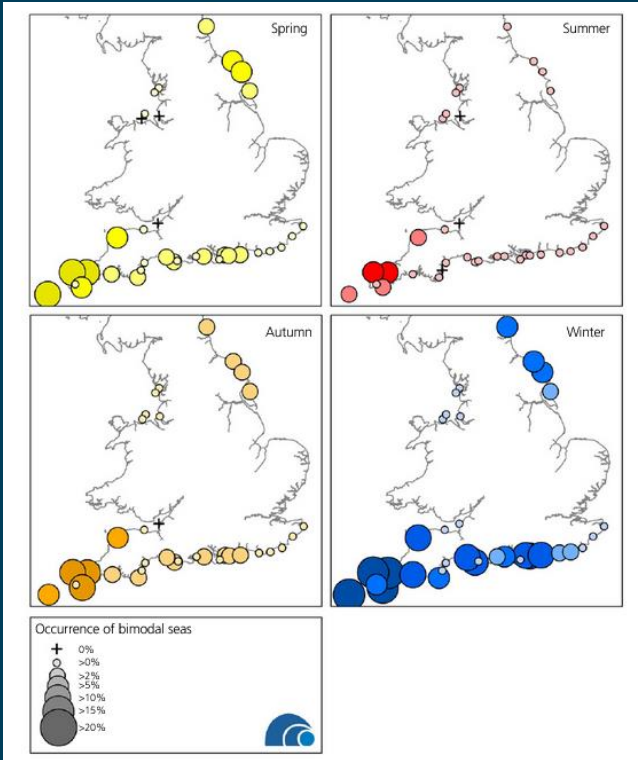 Spring
Summer
Autumn
Winter
Occurrence of bimodal seas
0%
>0%
>2%
>5%
>10%
>15%
>20%